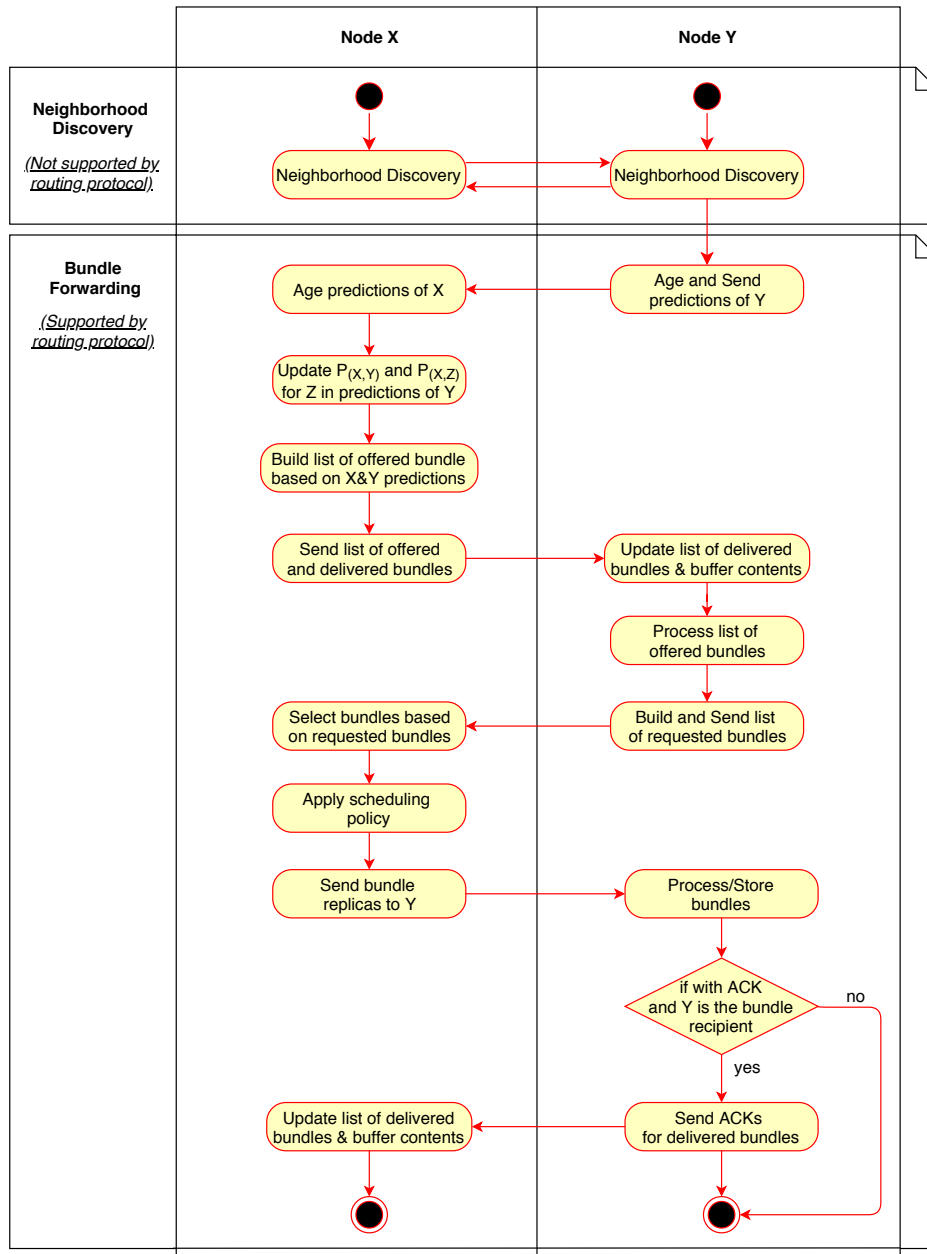 Node X
Node Y
Neighborhood
Discovery
(Not supported by
routing protocol)
Neighborhood Discovery
Neighborhood Discovery
Bundle
Forwarding
(Supported by
routing protocol)
Age predictions of X
Age and Send
predictions of Y
Update P(X,Y) and P(X,Z)
for Z in predictions of Y
Build list of offered bundle
based on X&Y predictions
Send list of offered
and delivered bundles
Update list of delivered
bundles & buffer contents
Process list of
offered bundles
Select bundles based
on requested bundles
Build and Send list
of requested bundles
Apply scheduling
policy
Send bundle
replicas to Y
Process/Store
bundles
if with ACK
and Y is the bundle
recipient
no
yes
Update list of delivered
bundles & buffer contents
Send ACKs
for delivered bundles